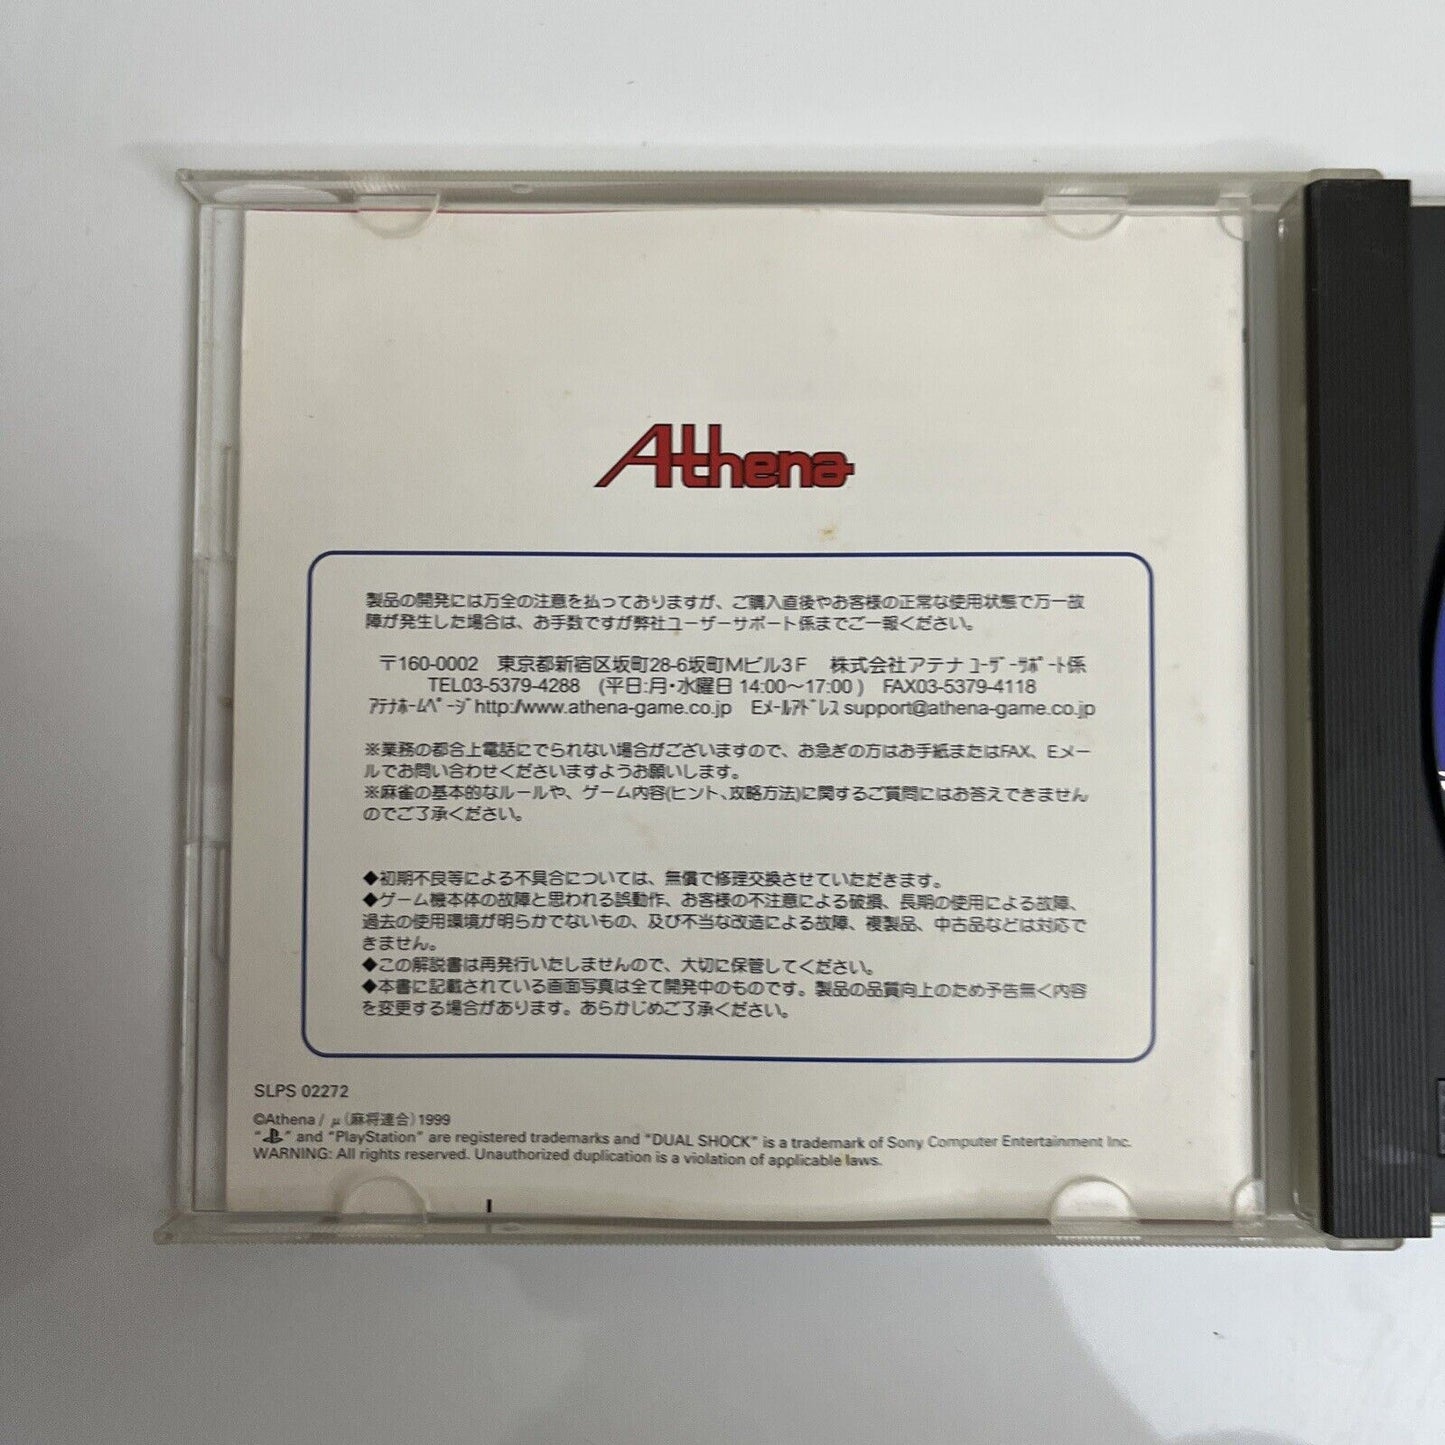 Athena
製品の開発には万全の注意を払っておりますが、ご購入直後やお客様の正常な使用状態で万一故
障が発生した場合は、お手数ですが弊社ユーザーサポート係までご一報ください。
〒160-0002 東京都新宿区坂町28-6坂町Mビル3F 株式会社アテナ ﾕｰｻﾞｰｻﾎﾟｰﾄ係
TEL03-5379-4288 (平日:月・水曜日 14:00〜17:00 ) FAX03-5379-4118
ｱﾃﾅﾎｰﾑﾍﾟｰｼﾞ http://www.athena-game.co.jp Eﾒｰﾙｱﾄﾞﾚｽ support@athena-game.co.jp
※業務の都合上電話にでられない場合がございますので、お急ぎの方はお手紙またはFAX、Eメー
ルでお問い合わせくださいますようお願いします。
※麻雀の基本的なルールや、ゲーム内容(ヒント､攻略方法)に関するご質問にはお答えできません
のでご了承ください。
◆初期不良等による不具合については、無償で修理交換させていただきます。
◆ゲーム機本体の故障と思われる誤動作、お客様の不注意による破損、長期の使用による故障、
過去の使用環境が明らかでないもの、及び不当な改造による故障、複製品、中古品などは対応で
きません。
◆この解説書は再発行いたしませんので、大切に保管してください。
◆本書に記載されている画面写真は全て開発中のものです。製品の品質向上のため予告無く内容
を変更する場合があります。あらかじめご了承ください。
SLPS 02272
©Athena / μ(麻将連合)1999
" " and "PlayStation" are registered trademarks and "DUAL SHOCK" is a trademark of Sony Computer Entertainment Inc.
WARNING: All rights reserved. Unauthorized duplication is a violation of applicable laws.